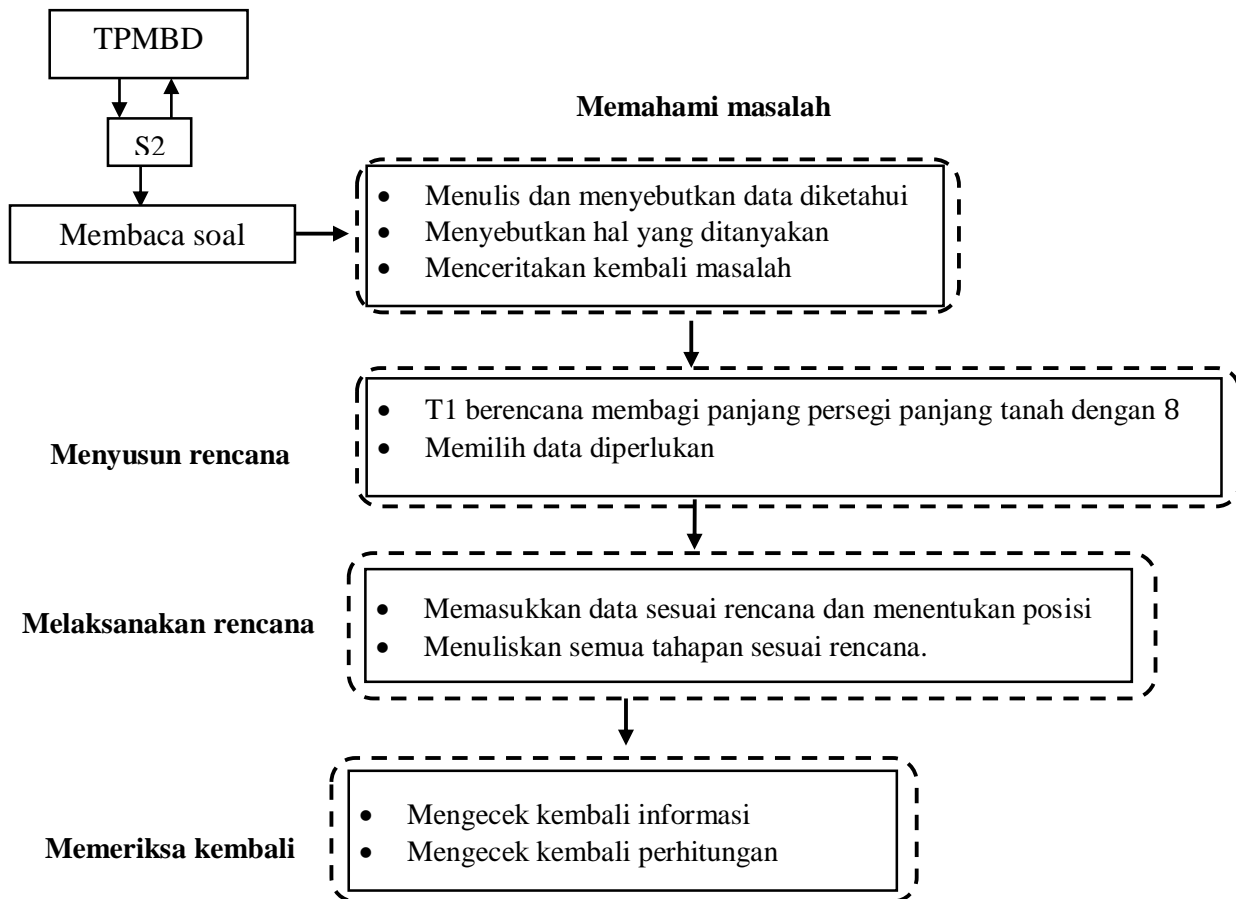 TPMBD
S2
Membaca soal
Memahami masalah
• Menulis dan menyebutkan data diketahui
• Menyebutkan hal yang ditanyakan
• Menceritakan kembali masalah
Menyusun rencana
• T1 berencana membagi panjang persegi panjang tanah dengan 8
• Memilih data diperlukan
Melaksanakan rencana
• Memasukkan data sesuai rencana dan menentukan posisi
• Menuliskan semua tahapan sesuai rencana.
Memeriksa kembali
• Mengecek kembali informasi
• Mengecek kembali perhitungan